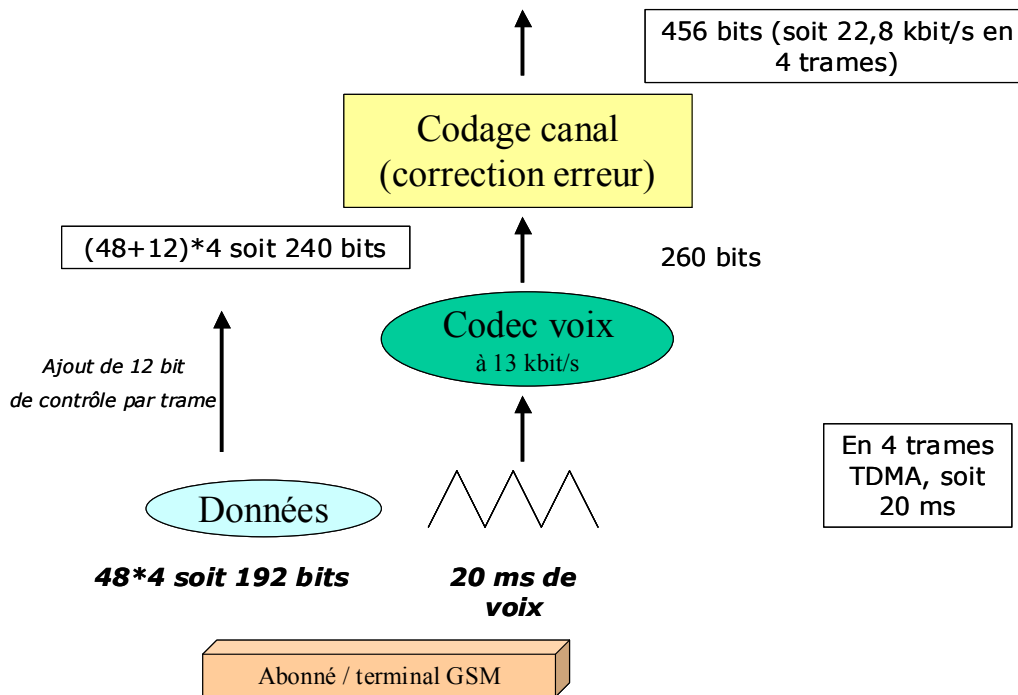 456 bits (soit 22,8 kbit/s en
4 trames)
Codage canal
(correction erreur)
(48+12)*4 soit 240 bits
260 bits
Codec voix
à 13 kbit/s
Ajout de 12 bit
de contrôle par trame
En 4 trames
TDMA, soit
20 ms
Données
48*4 soit 192 bits
20 ms de
voix
Abonné / terminal GSM